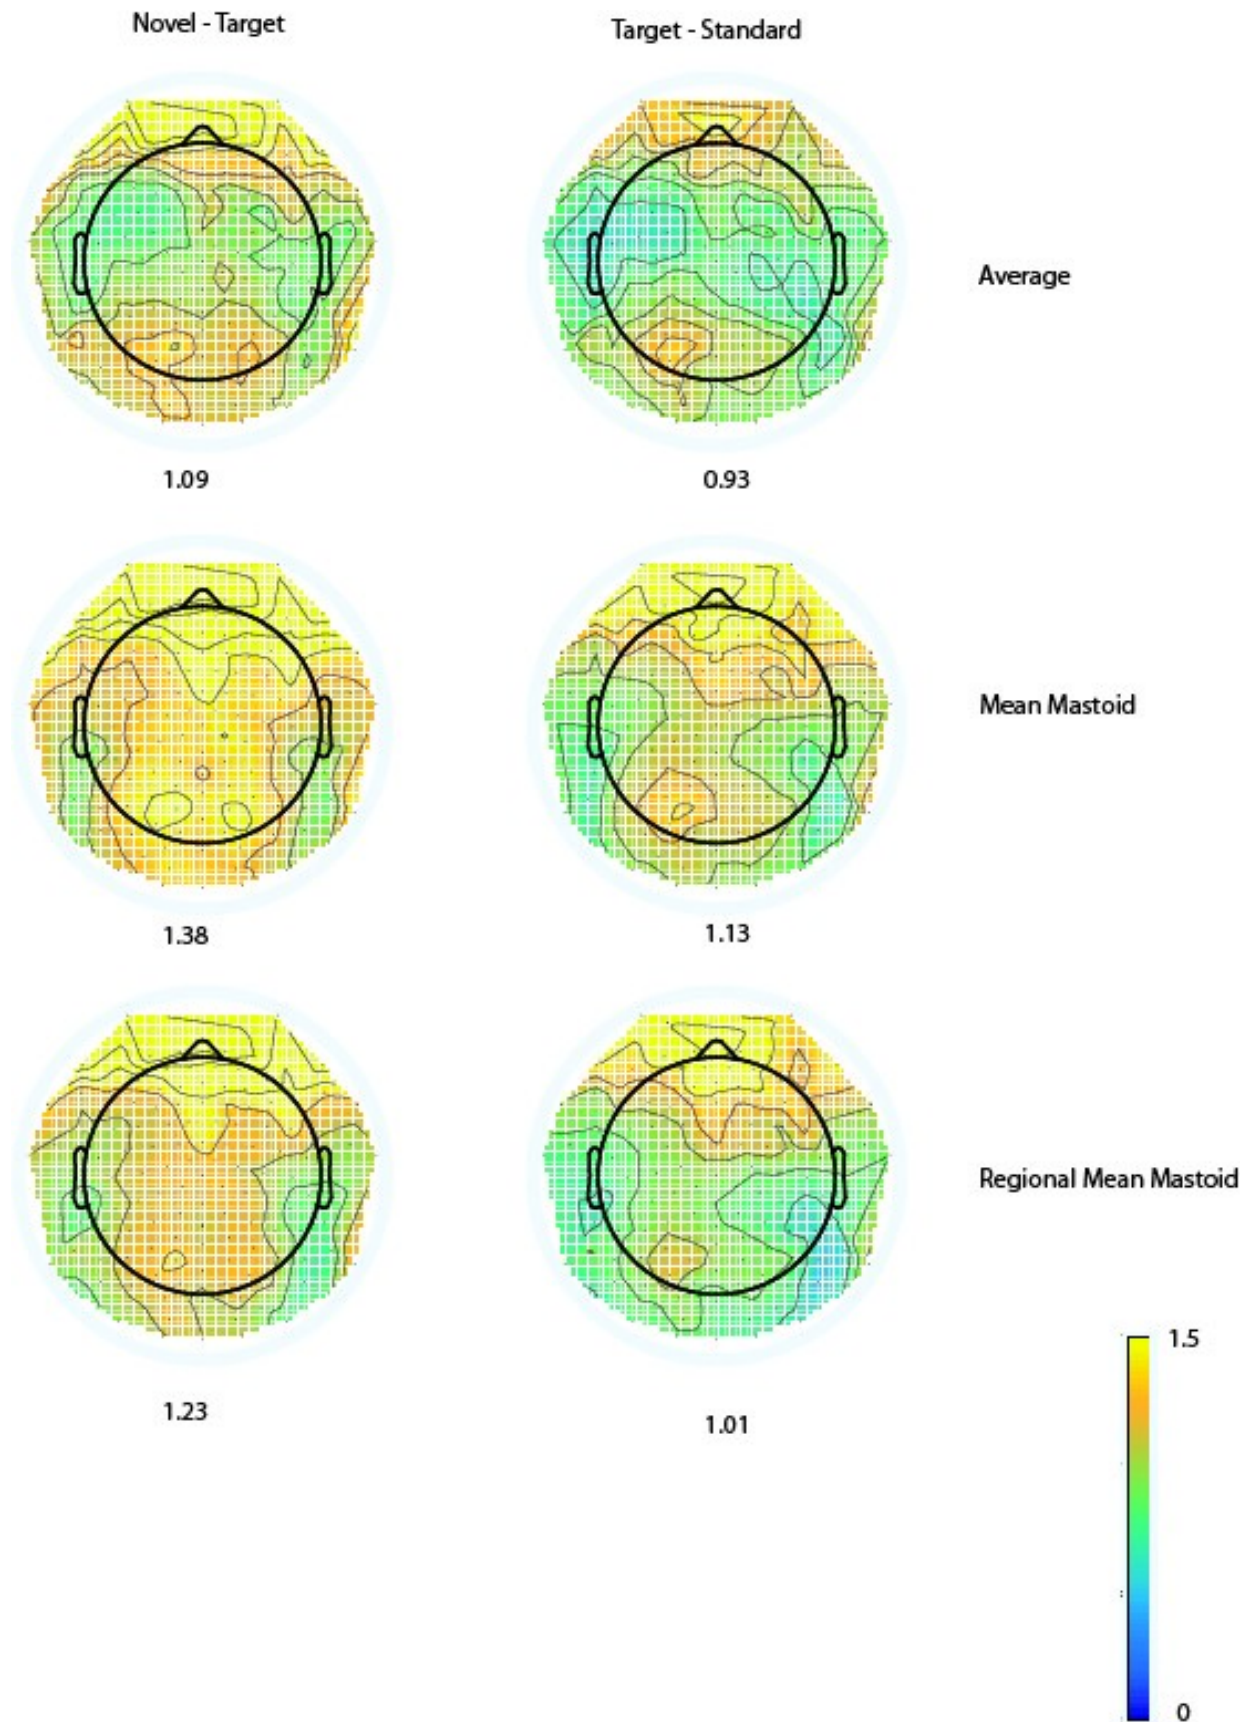 Novel - Target
Target - Standard
Average
1.09
0.93
Mean Mastoid
1.38
1.13
Regional Mean Mastoid
1.23
1.01
1.5
0